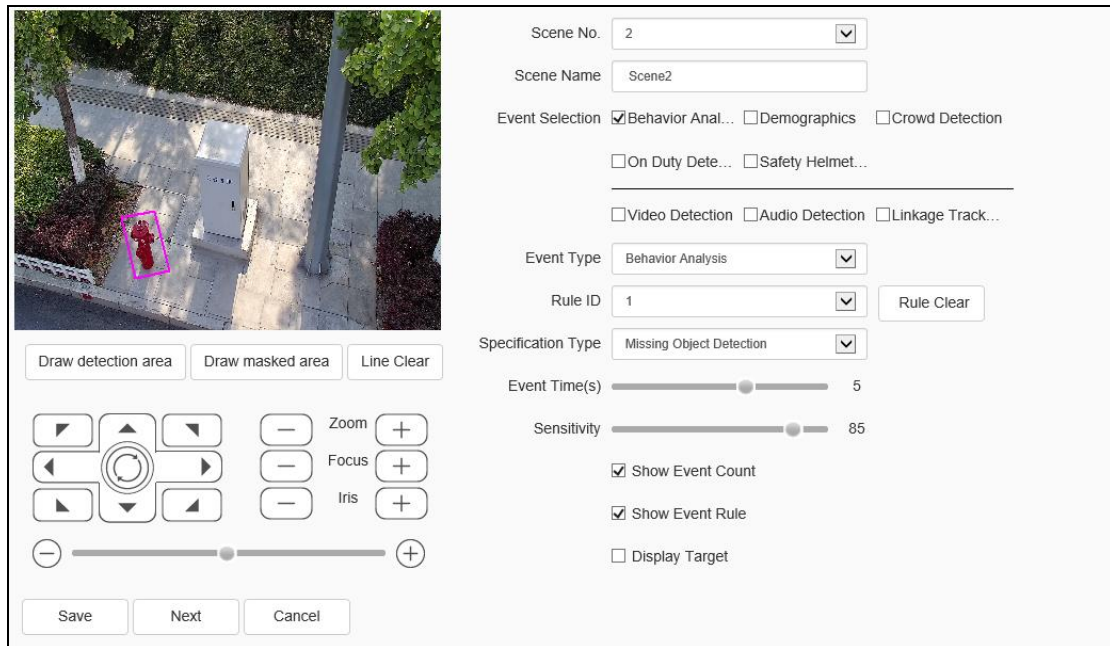 Scene No. 2
Scene Name Scene2
Event Selection Behavior Anal... Demographics Crowd Detection
On Duty Dete... Safety Helmet...
Video Detection Audio Detection Linkage Track...
Event Type Behavior Analysis
Rule ID 1 Rule Clear
Specification Type Missing Object Detection
Event Time(s) 5
Sensitivity 85
Show Event Count
Show Event Rule
Display Target
Draw detection area Draw masked area Line Clear
Zoom
Focus
Iris
Save Next Cancel